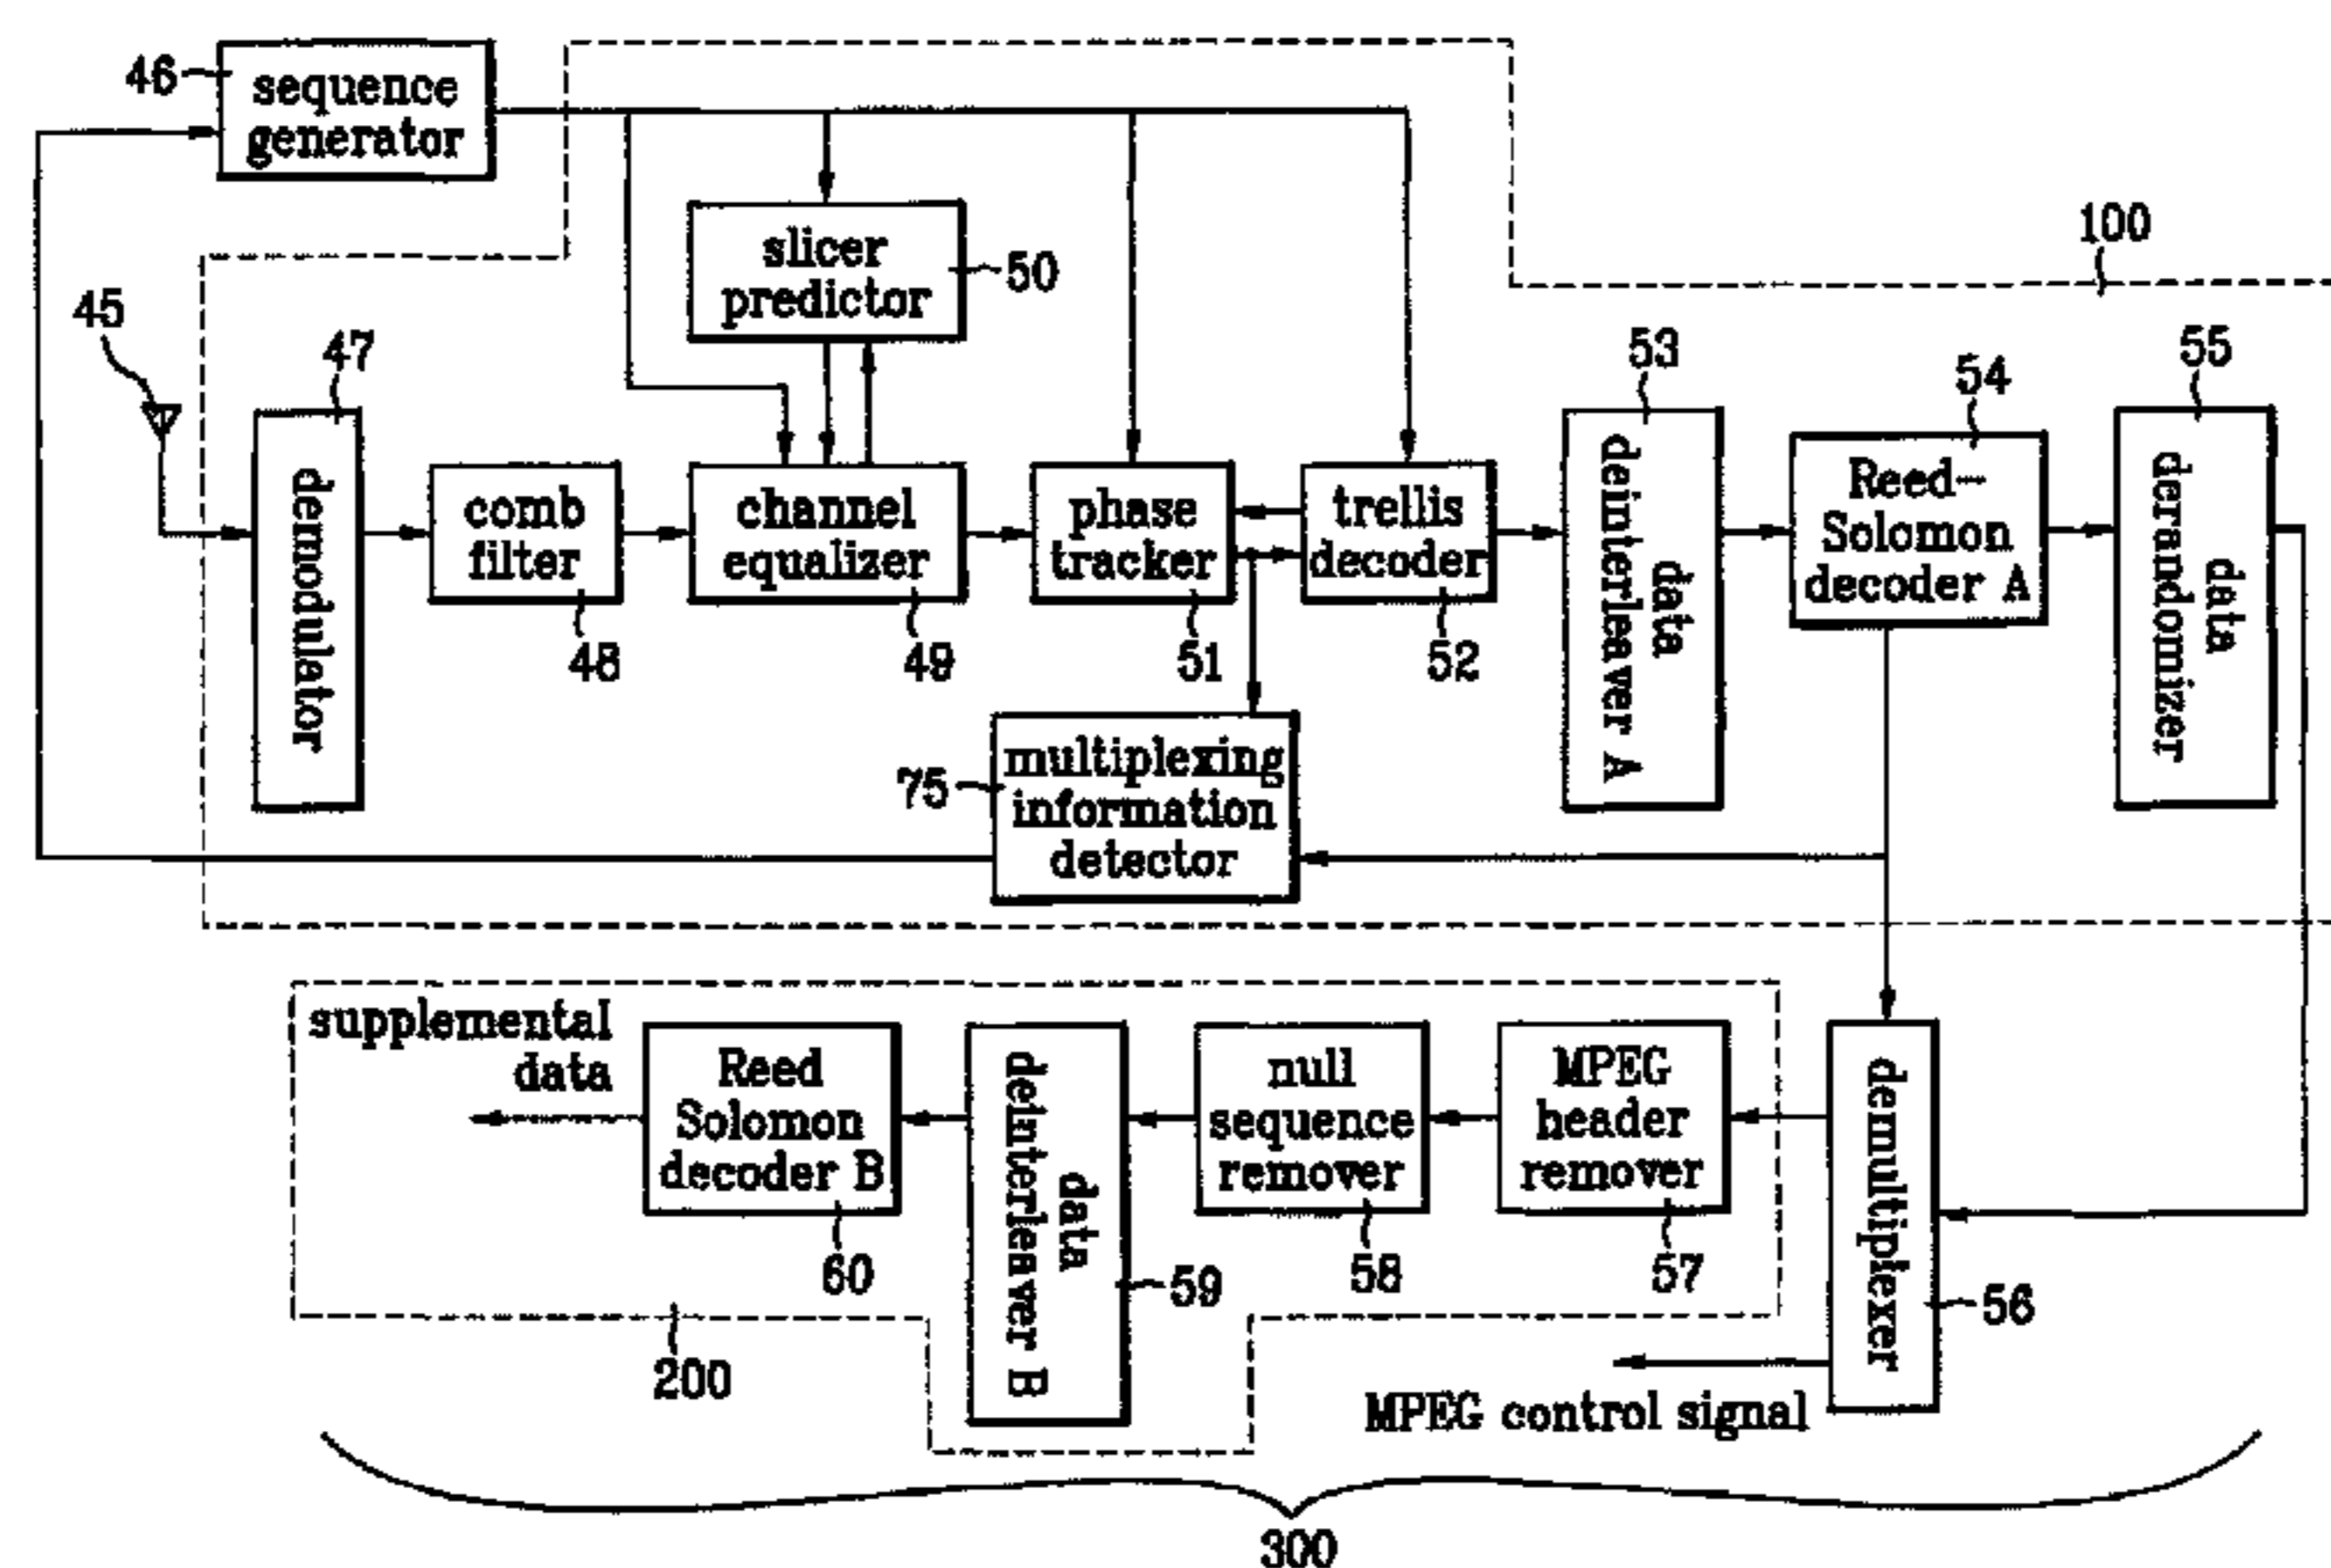 46
sequence
generator
slicer
predictor
50
100
45
47
demodulator
comb
filter
48
channel
equalizer
49
phase
tracker
51
trellis
decoder
52
53
data
deinterleaver A
54
Reed-
Solomon
decoder A
55
data
derandomizer
75
multiplexing
information
detector
supplemental
data
Reed
Solomon
decoder B
60
data
deinterleaver B
59
null
sequence
remover
58
MPEG
header
remover
57
demultiplexer
56
200
MPEG control signal
300